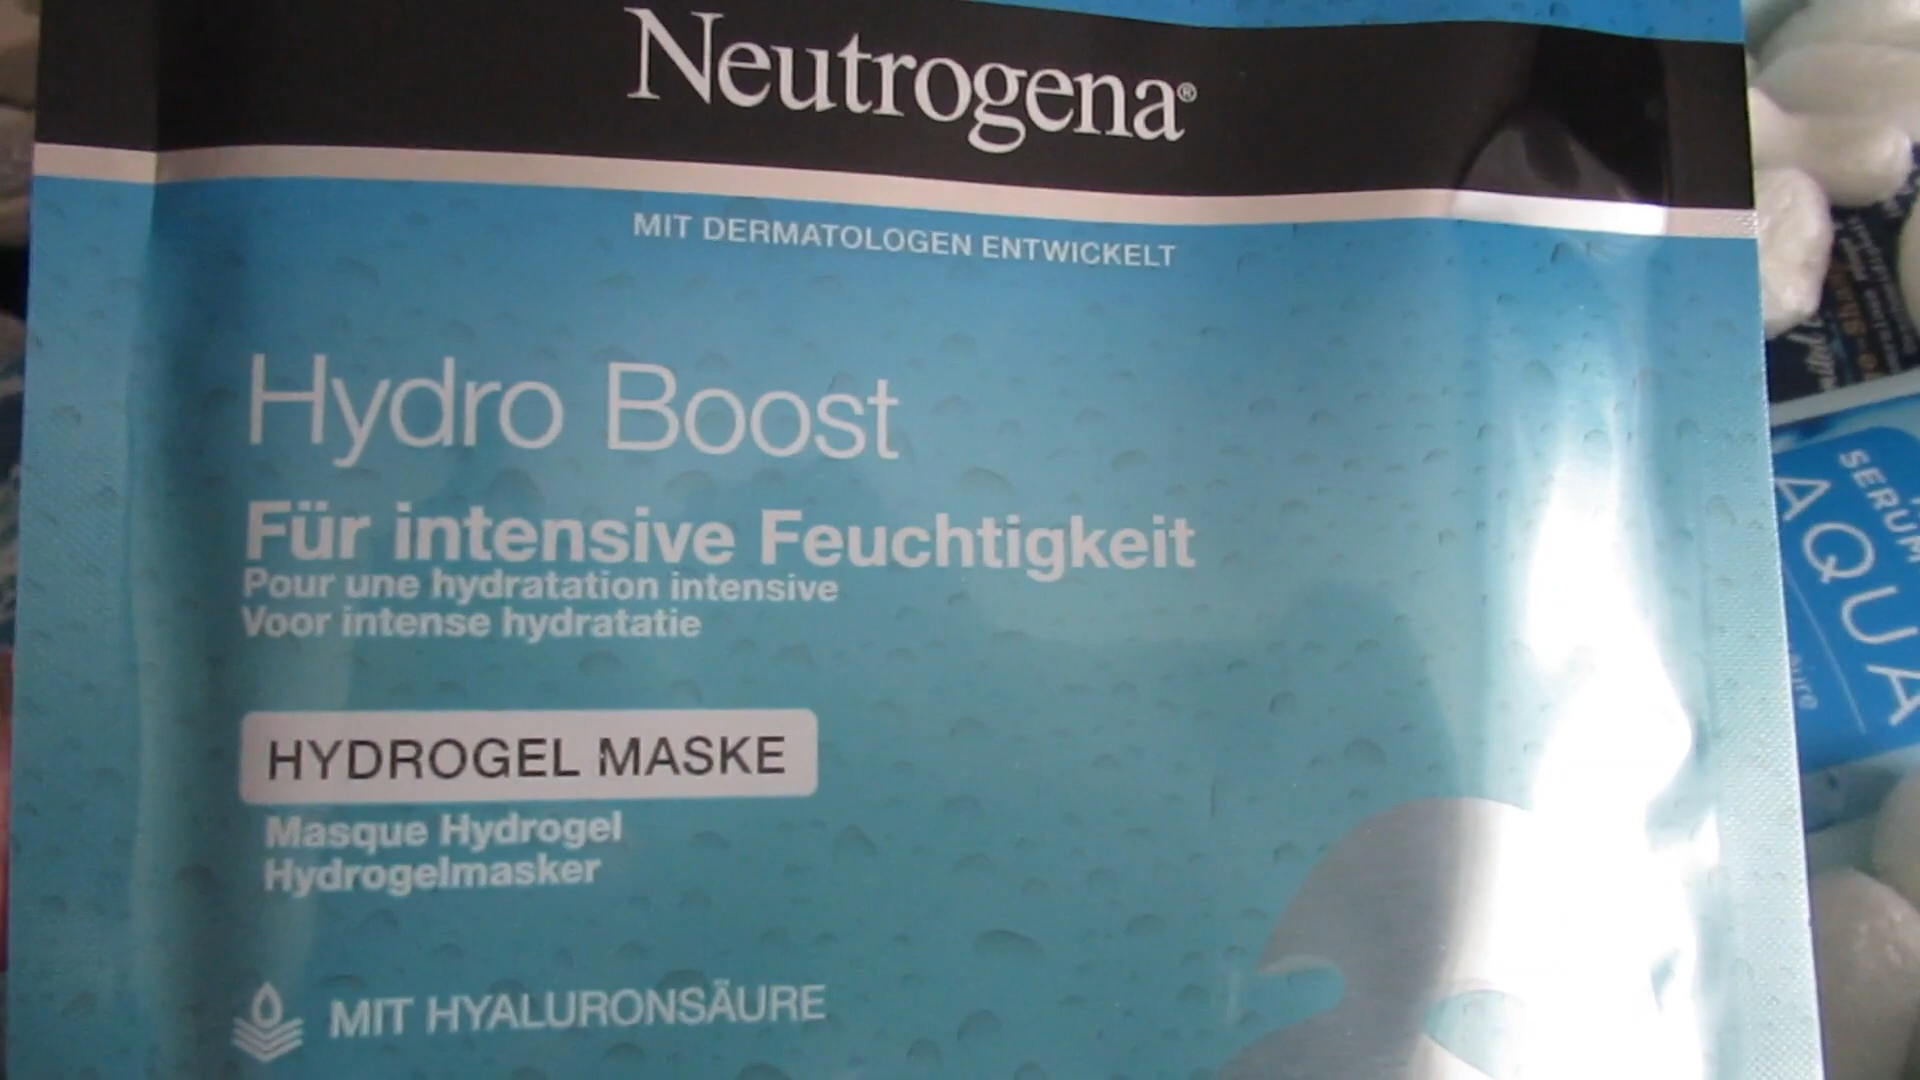 Neutrogena®
MIT DERMATOLOGEN ENTWICKELT
Hydro Boost
Für intensive Feuchtigkeit
Pour une hydratation intensive
Voor intense hydratatie
HYDROGEL MASKE
Masque Hydrogel
Hydrogelmasker
MIT HYALURONSÄURE
SERUM
AQUA